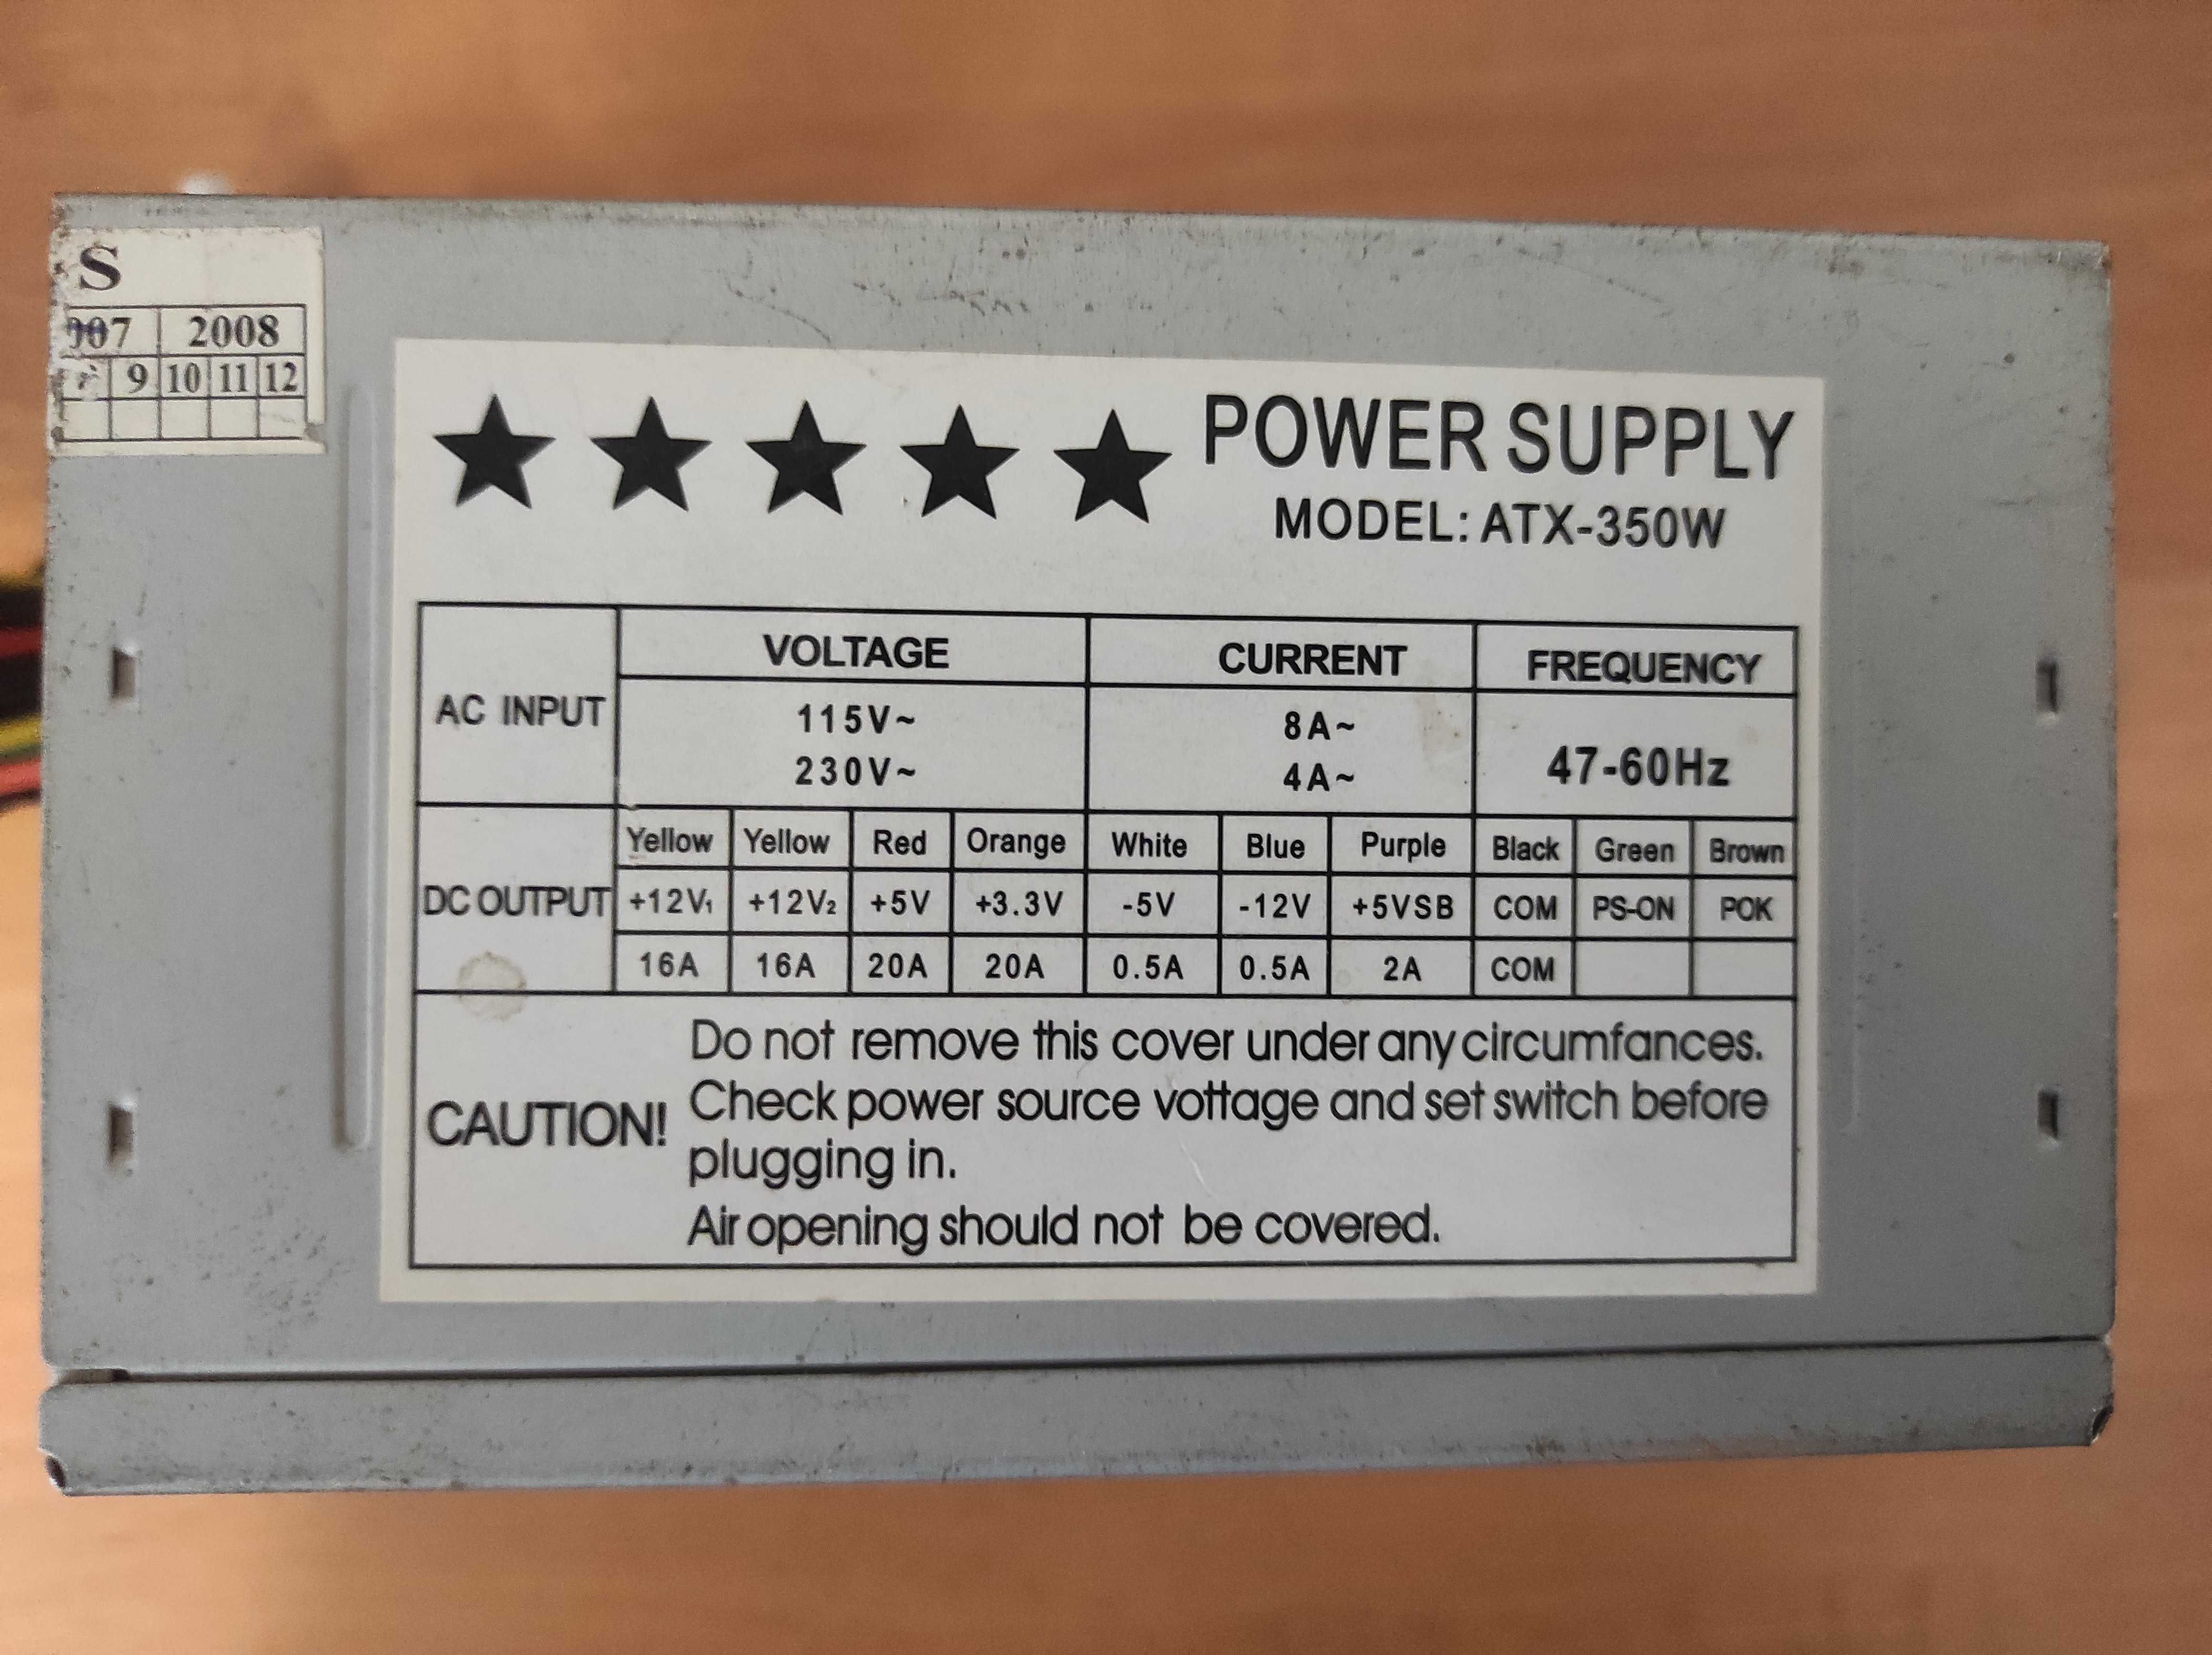 S
2008
9 10 11 12
★★★★★ POWER SUPPLY
MODEL: ATX-350W
AC INPUT
VOLTAGE CURRENT FREQUENCY
115V~ 8A~
230V~ 4A~
47-60Hz
DC OUTPUT
Yellow Yellow Red Orange White Blue Purple Black Green Brown
+12V₁ +12V₂ +5V +3.3V -5V -12V +5VSB COM PS-ON POK
16A 16A 20A 20A 0.5A 0.5A 2A COM
CAUTION!
Do not remove this cover under any circumfances.
Check power source vottage and set switch before
plugging in.
Air opening should not be covered.